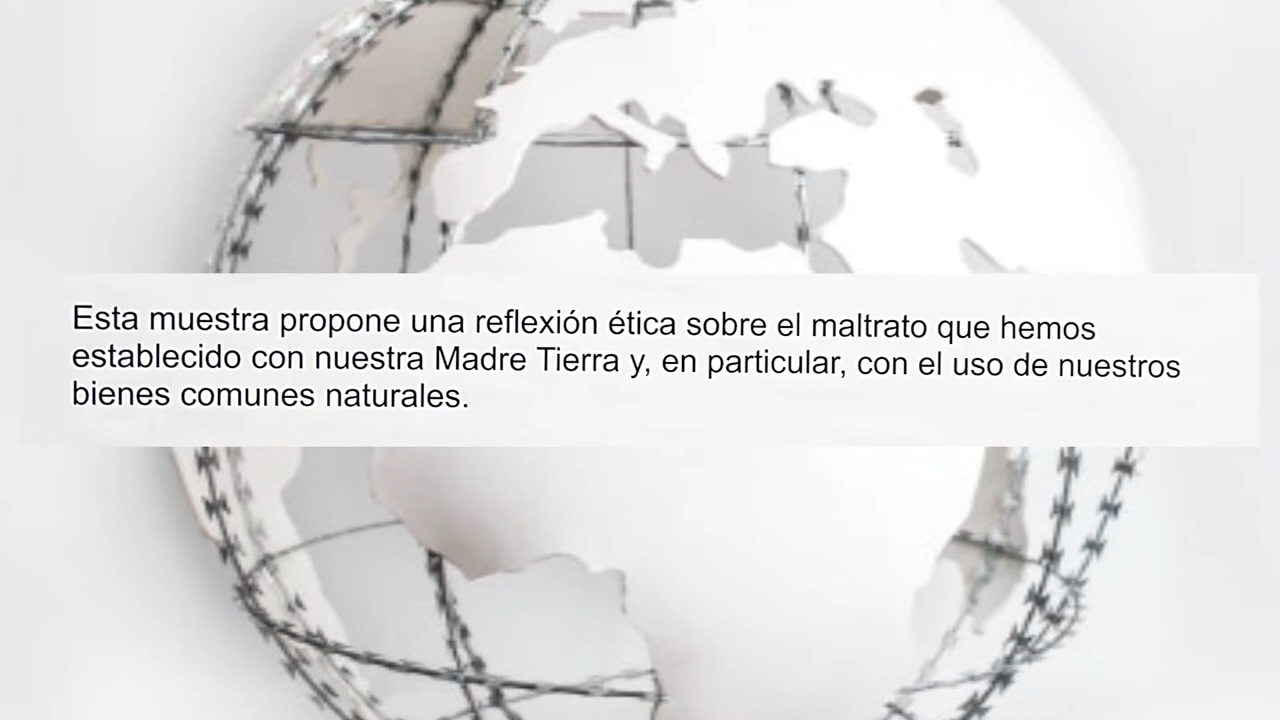 Esta muestra propone una reflexión ética sobre el maltrato que hemos
establecido con nuestra Madre Tierra y, en particular, con el uso de nuestros
bienes comunes naturales.